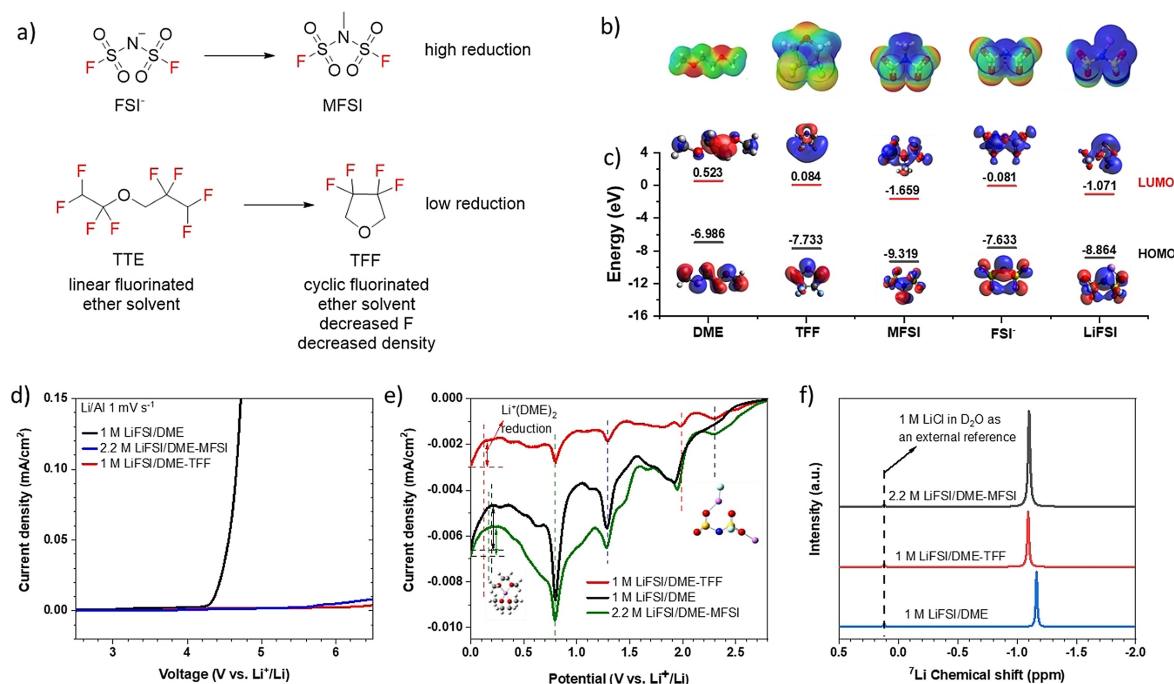 a)
O
O
N⁻
S
S
F
O
O
F
FSI⁻
O
O
N
S
S
F
O
O
F
MFSI
high reduction
F
F
F
F
O
F
F
F
F
TTE
linear fluorinated
ether solvent
F
F
F
F
O
TFF
cyclic fluorinated
ether solvent
decreased F
decreased density
low reduction
b)
c)
Energy (eV)
4
0
-4
-8
-12
-16
0.523
0.084
-1.659
-0.081
-1.071
LUMO
-6.986
-7.733
-9.319
-7.633
-8.864
HOMO
DME
TFF
MFSI
FSI⁻
LiFSI
d)
Li/Al 1 mV s⁻¹
1 M LiFSI/DME
2.2 M LiFSI/DME-MFSI
1 M LiFSI/DME-TFF
Current density (mA/cm²)
0.15
0.10
0.05
0.00
3
4
5
6
Voltage (V vs. Li⁺/Li)
e)
Li⁺(DME)₂
reduction
Current density (mA/cm²)
0.000
-0.002
-0.004
-0.006
-0.008
-0.010
1 M LiFSI/DME-TFF
1 M LiFSI/DME
2.2 M LiFSI/DME-MFSI
0.0
0.4
0.8
1.2
1.6
2.0
2.4
Potential (V vs. Li⁺/Li)
f)
Intensity (a.u.)
1 M LiCl in D₂O as
an external reference
2.2 M LiFSI/DME-MFSI
1 M LiFSI/DME-TFF
1 M LiFSI/DME
0.5
0.0
-0.5
-1.0
-1.5
-2.0
⁷Li Chemical shift (ppm)